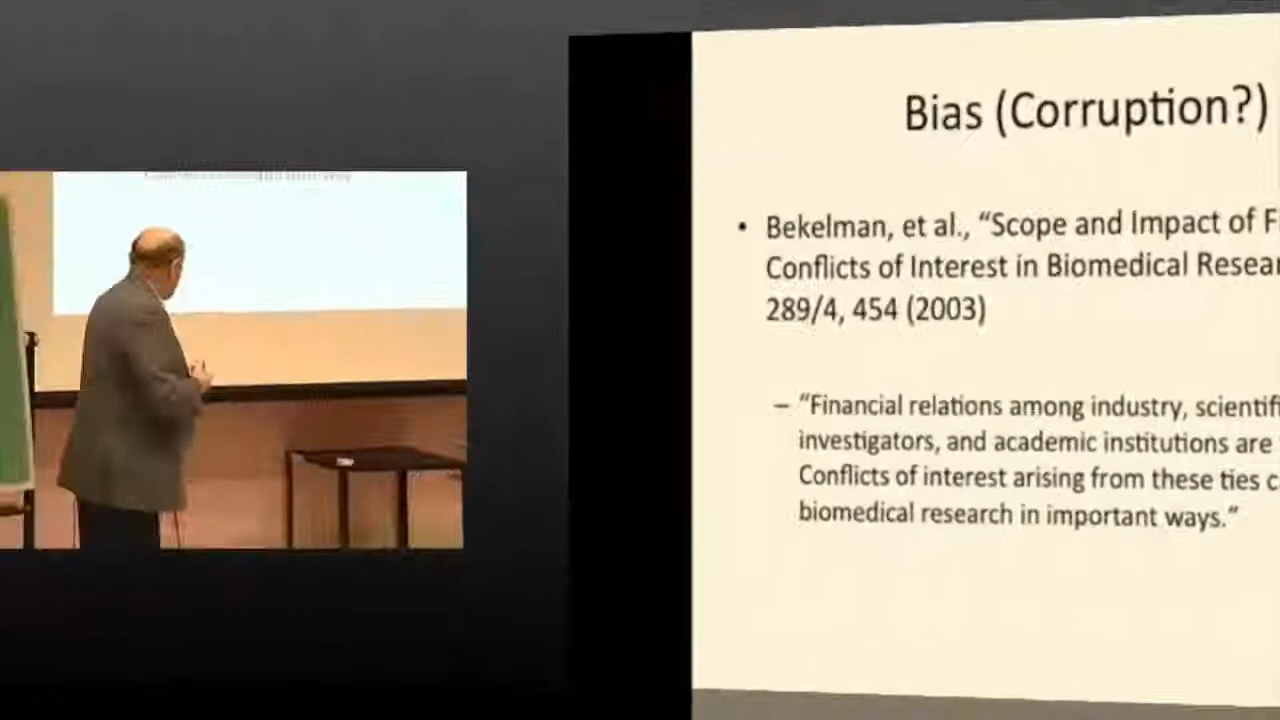 Bias (Corruption?)
• Bekelman, et al., “Scope and Impact of F
Conflicts of Interest in Biomedical Resear
289/4, 454 (2003)
– “Financial relations among industry, scientifi
investigators, and academic institutions are
Conflicts of interest arising from these ties c
biomedical research in important ways.”